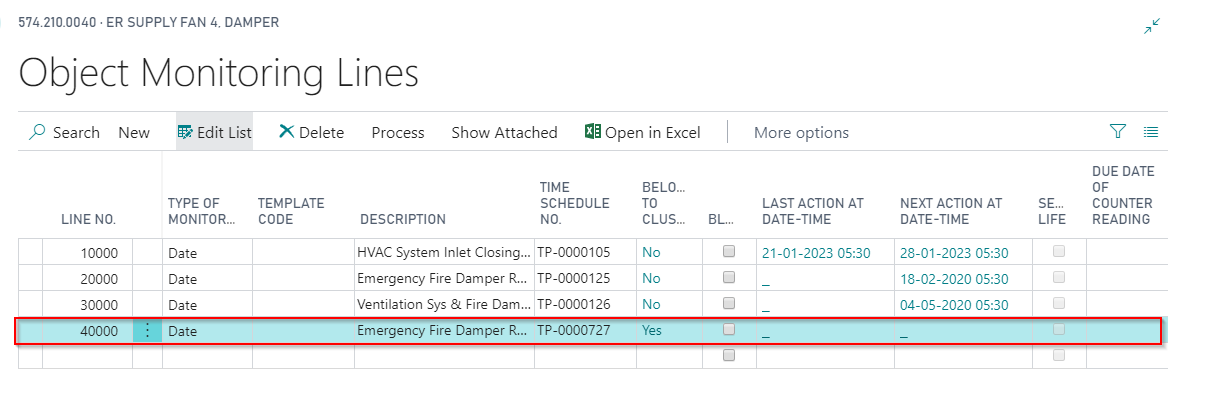 574.210.0040 · ER SUPPLY FAN 4. DAMPER
Object Monitoring Lines
Search New Edit List Delete Process Show Attached Open in Excel More options
LINE NO. TYPE OF MONITOR... TEMPLATE CODE DESCRIPTION TIME SCHEDULE NO. BELO... TO CLUS... BL... LAST ACTION AT DATE-TIME NEXT ACTION AT DATE-TIME SE... LIFE DUE DATE OF COUNTER READING
10000 Date HVAC System Inlet Closing... TP-0000105 No 21-01-2023 05:30 28-01-2023 05:30
20000 Date Emergency Fire Damper R... TP-0000125 No _ 18-02-2020 05:30
30000 Date Ventilation Sys & Fire Dam... TP-0000126 No _ 04-05-2020 05:30
40000 Date Emergency Fire Damper R... TP-0000727 Yes _ _